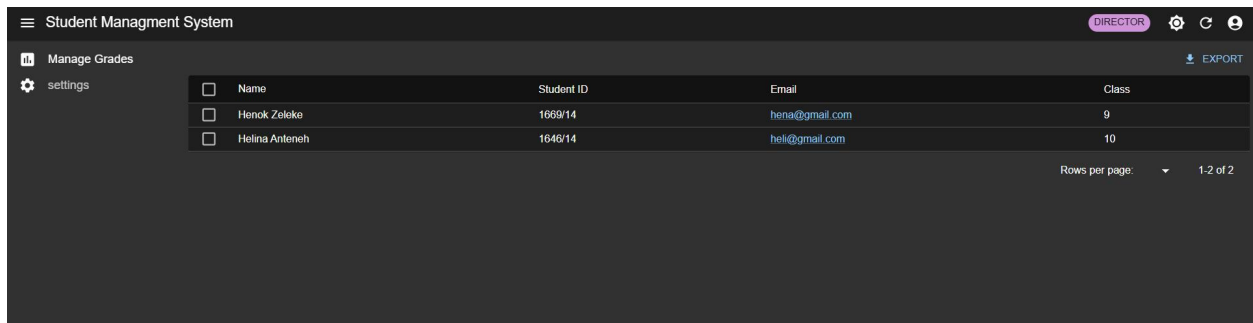 Student Managment System DIRECTOR
Manage Grades
EXPORT
settings
Name Student ID Email Class
Henok Zeleke 1669/14 hena@gmail.com 9
Helina Anteneh 1646/14 heli@gmail.com 10
Rows per page: 1-2 of 2